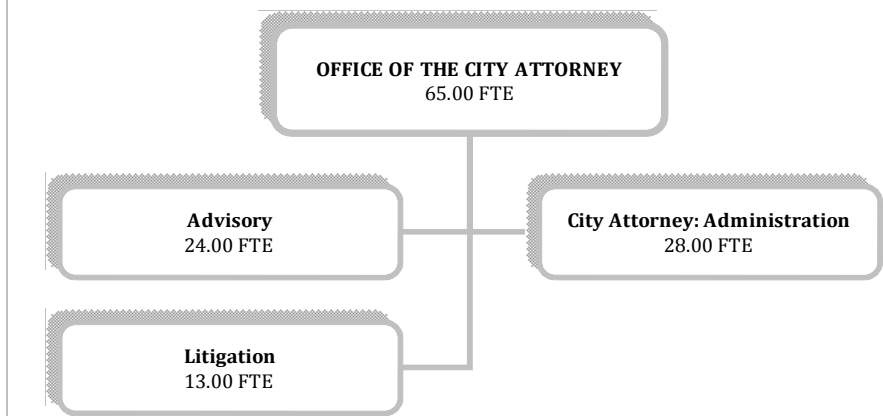 OFFICE OF THE CITY ATTORNEY
65.00 FTE
Advisory
24.00 FTE
City Attorney: Administration
28.00 FTE
Litigation
13.00 FTE